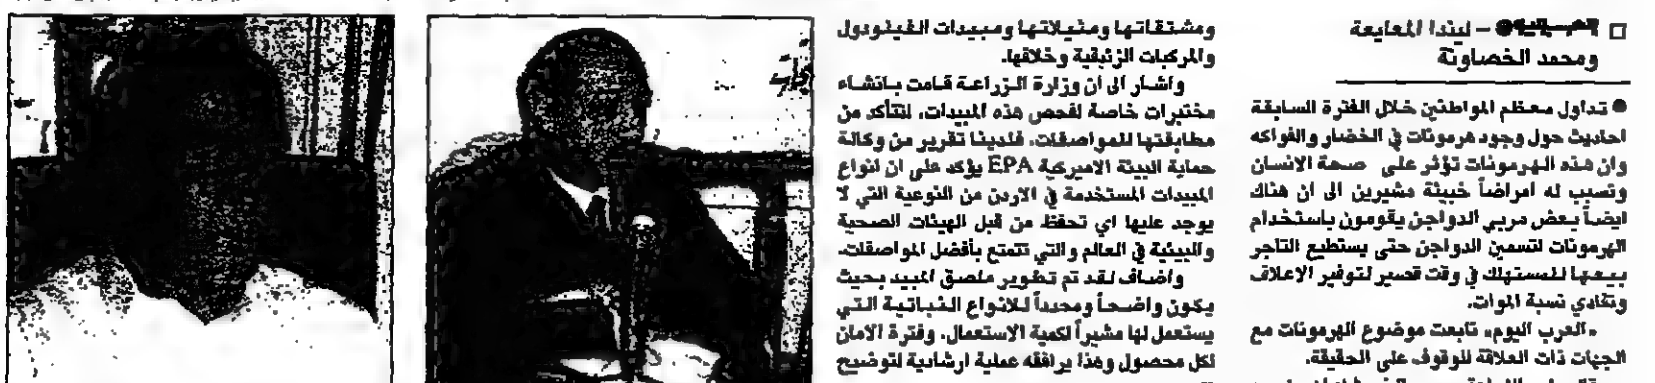 – ليندا المعايعة
ومحمد الخصاونة
● تداول معظم المواطنين خلال الفترة السابقة
احاديث حول وجود هرمونات في الخضار والفواكه
وان هذه الهرمونات تؤثر على صحة الانسان
وتسبب له امراضاً خبيثة مشيرين الى ان هناك
ايضاً بعض مربي الدواجن يقومون باستخدام
الهرمونات لتسمين الدواجن حتى يستطيع التاجر
بيعها للمستهلك في وقت قصير لتوفير الاعلاف
وتفادي نسبة الموات.
«العرب اليوم» تابعت موضوع الهرمونات مع
الجهات ذات العلاقة للوقوف على الحقيقة.
ومشتقاتها ومثيلاتها ومبيدات الفينودول
والمركبات الزئبقية وخلافها.
واشار الى ان وزارة الزراعة قامت بانشاء
مختبرات خاصة لفحص هذه المبيدات، للتأكد من
مطابقتها للمواصفات، فلدينا تقرير من وكالة
حماية البيئة الاميركية EPA يؤكد على ان انواع
المبيدات المستخدمة في الاردن من النوعية التي لا
يوجد عليها اي تحفظ من قبل الهيئات الصحية
والبيئية في العالم والتي تتمتع بأفضل المواصفات.
واضاف لقد تم تطوير ملصق المبيد بحيث
يكون واضحاً ومحدداً للانواع النباتية التي
يستعمل لها مشيراً لكمية الاستعمال، وفترة الامان
لكل محصول وهذا يرافقه عملية ارشادية لتوضيح